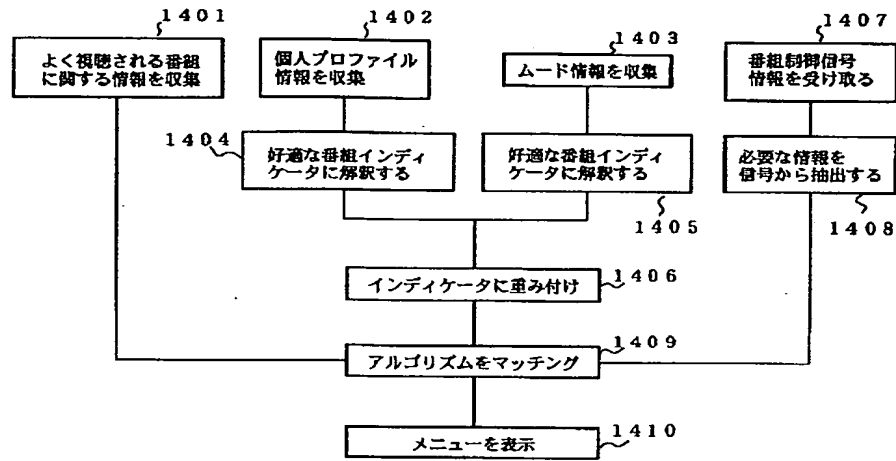 1401
よく視聴される番組
に関する情報を収集
1402
個人プロファイル
情報を収集
1403
ムード情報を収集
1407
番組制御信号
情報を受け取る
1404
好適な番組インディ
ケータに解釈する
好適な番組インディ
ケータに解釈する
1405
必要な情報を
信号から抽出する
1408
インディケータに重み付け
1406
アルゴリズムをマッチング
1409
メニューを表示
1410